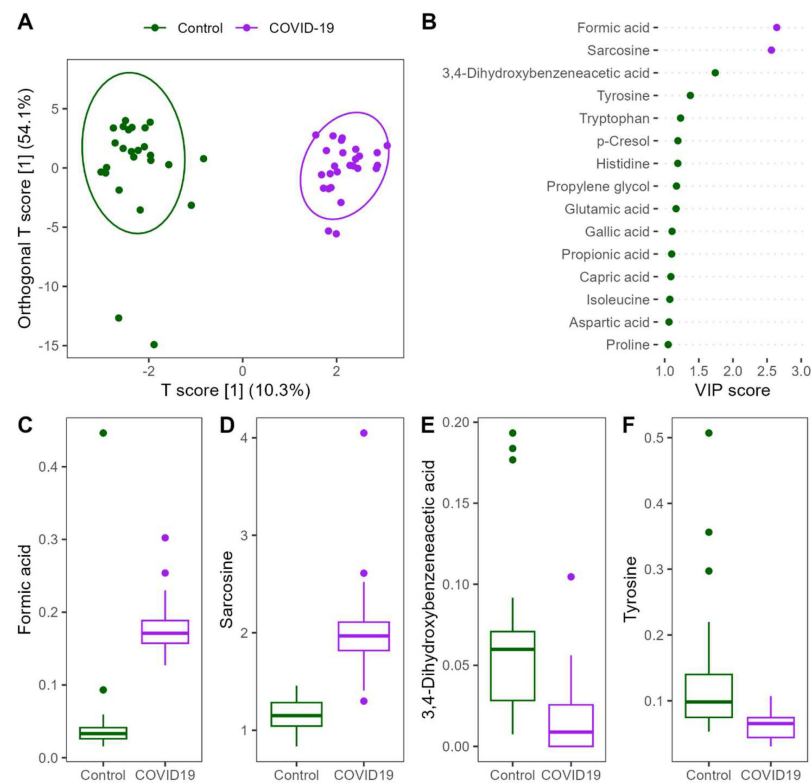 A
Control
COVID-19
Orthogonal T score [1] (54.1%)
5
0
-5
-10
-15
-2
0
2
T score [1] (10.3%)
B
Formic acid
Sarcosine
3,4-Dihydroxybenzeneacetic acid
Tyrosine
Tryptophan
p-Cresol
Histidine
Propylene glycol
Glutamic acid
Gallic acid
Propionic acid
Capric acid
Isoleucine
Aspartic acid
Proline
1.0 1.5 2.0 2.5 3.0
VIP score
C
Formic acid
0.4
0.3
0.2
0.1
0.0
Control COVID19
D
Sarcosine
4
3
2
1
Control COVID19
E
3,4-Dihydroxybenzeneacetic acid
0.20
0.15
0.10
0.05
0.00
Control COVID19
F
Tyrosine
0.5
0.4
0.3
0.2
0.1
Control COVID19